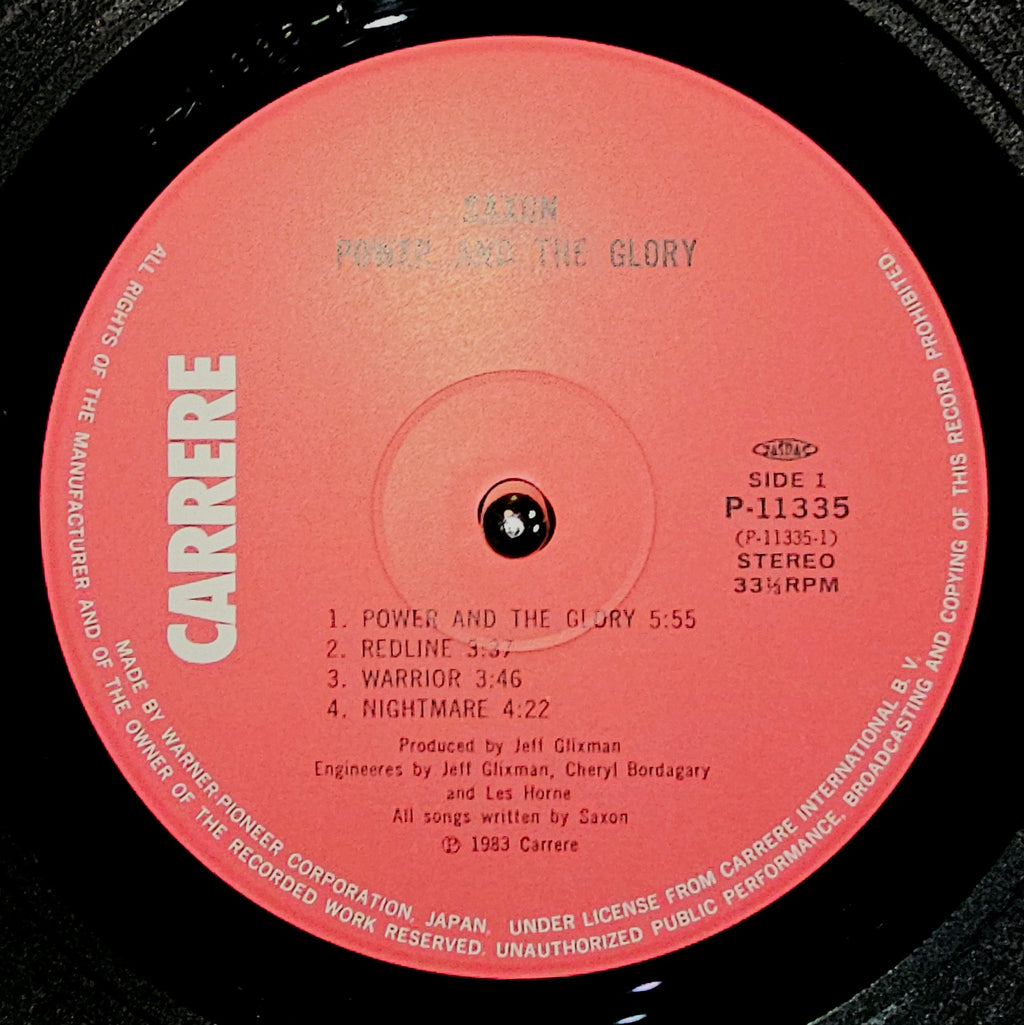 SAXON
POWER AND THE GLORY
CARRERE
JASRAC
SIDE 1
P-11335
(P-11335-1)
STEREO
33⅓RPM
1. POWER AND THE GLORY 5:55
2. REDLINE 3:37
3. WARRIOR 3:46
4. NIGHTMARE 4:22
Produced by Jeff Glixman
Engineeres by Jeff Glixman, Cheryl Bordagary
and Les Horne
All songs written by Saxon
Ⓟ 1983 Carrere
MADE BY WARNER-PIONEER CORPORATION, JAPAN, UNDER LICENSE FROM CARRERE INTERNATIONAL B. V.
ALL RIGHTS OF THE MANUFACTURER AND OF THE OWNER OF THE RECORDED WORK RESERVED. UNAUTHORIZED PUBLIC PERFORMANCE, BROADCASTING AND COPYING OF THIS RECORD PROHIBITED.